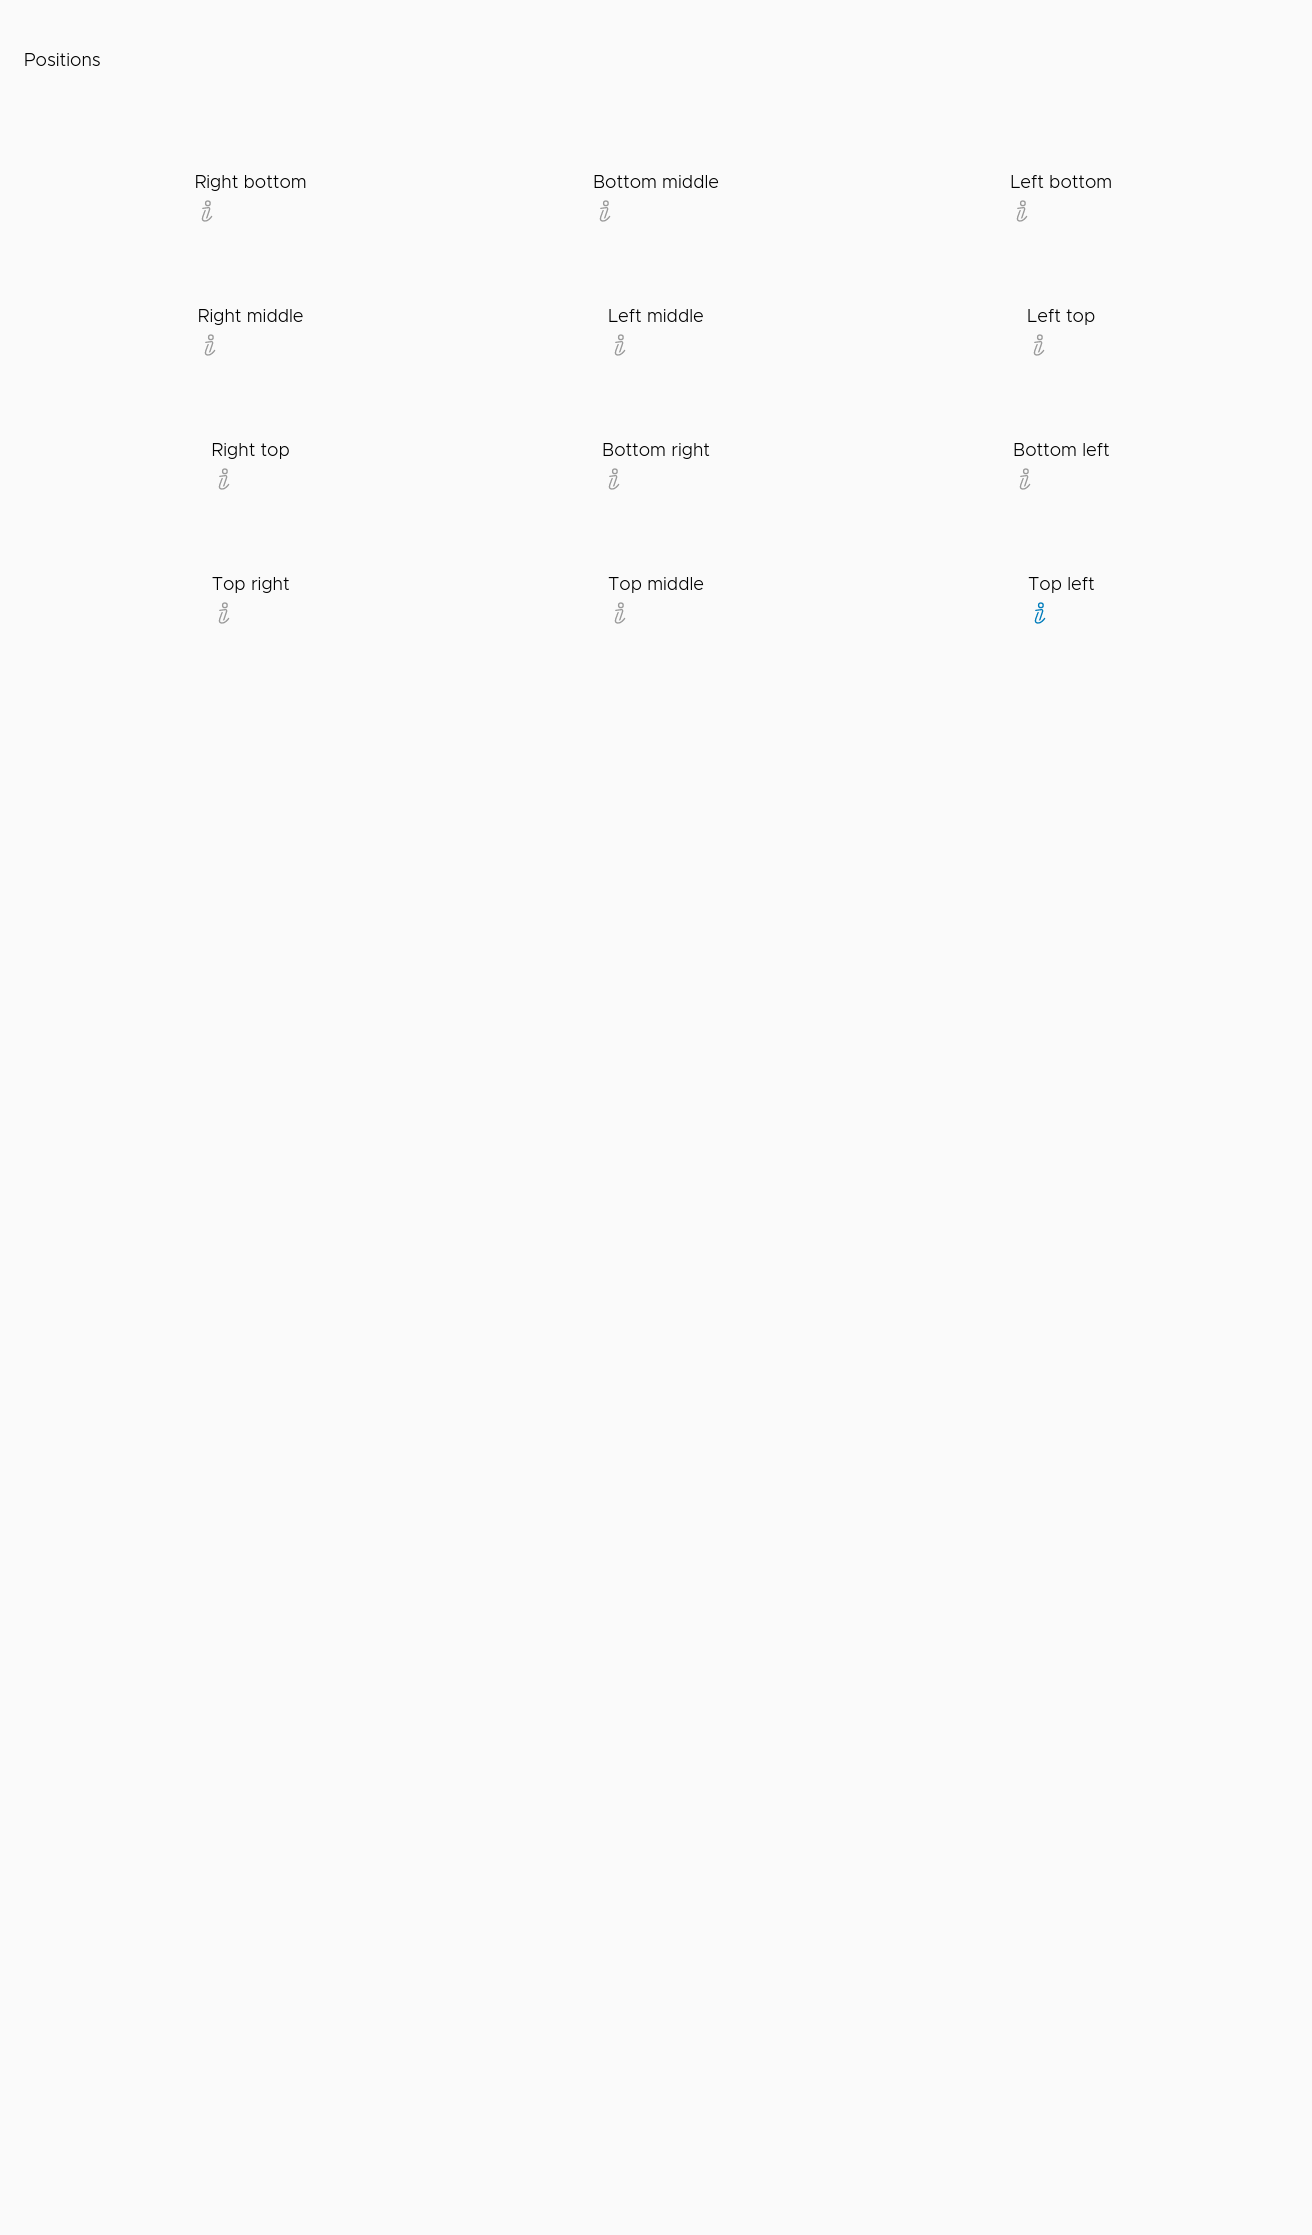 Positions
Right bottom
Bottom middle
Left bottom
Right middle
Left middle
Left top
Right top
Bottom right
Bottom left
Top right
Top middle
Top left